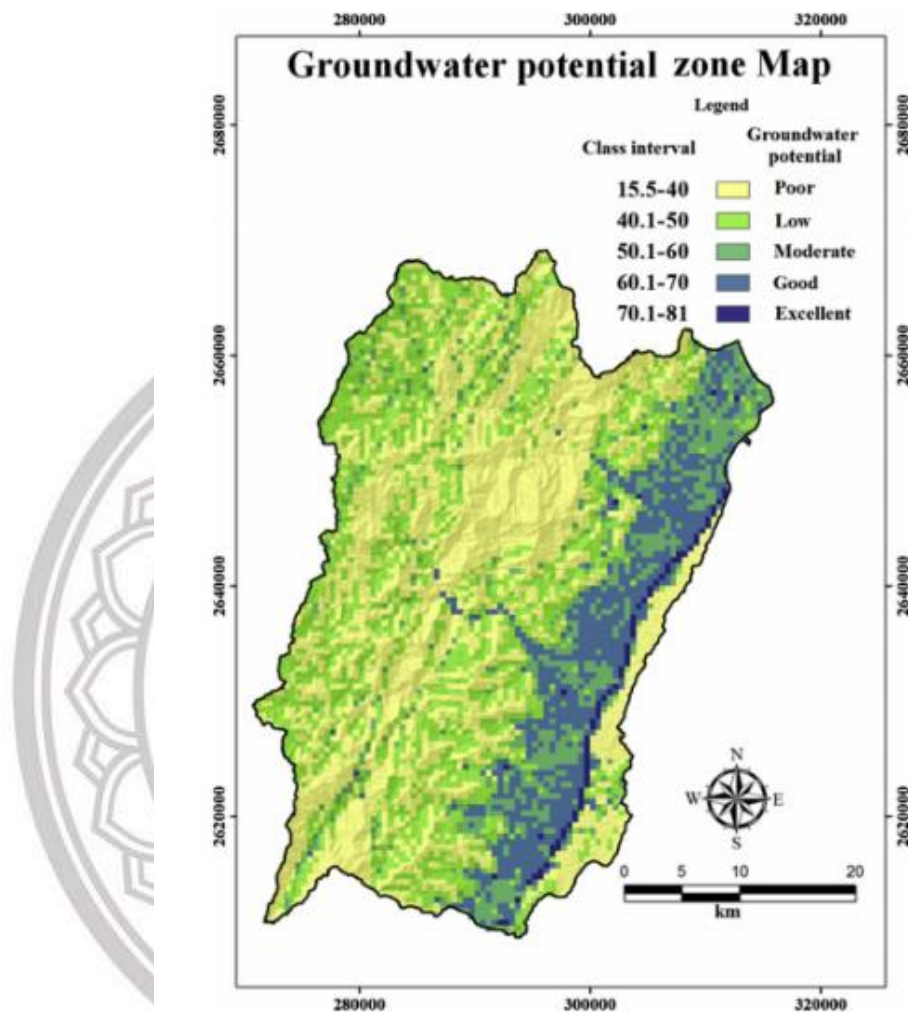 280000 300000 320000
Groundwater potential zone Map
Legend
Class interval Groundwater potential
15.5-40 Poor
40.1-50 Low
50.1-60 Moderate
60.1-70 Good
70.1-81 Excellent
2680000 2680000
2660000 2660000
2640000 2640000
2620000 2620000
N
W E
S
0 5 10 20
km
280000 300000 320000